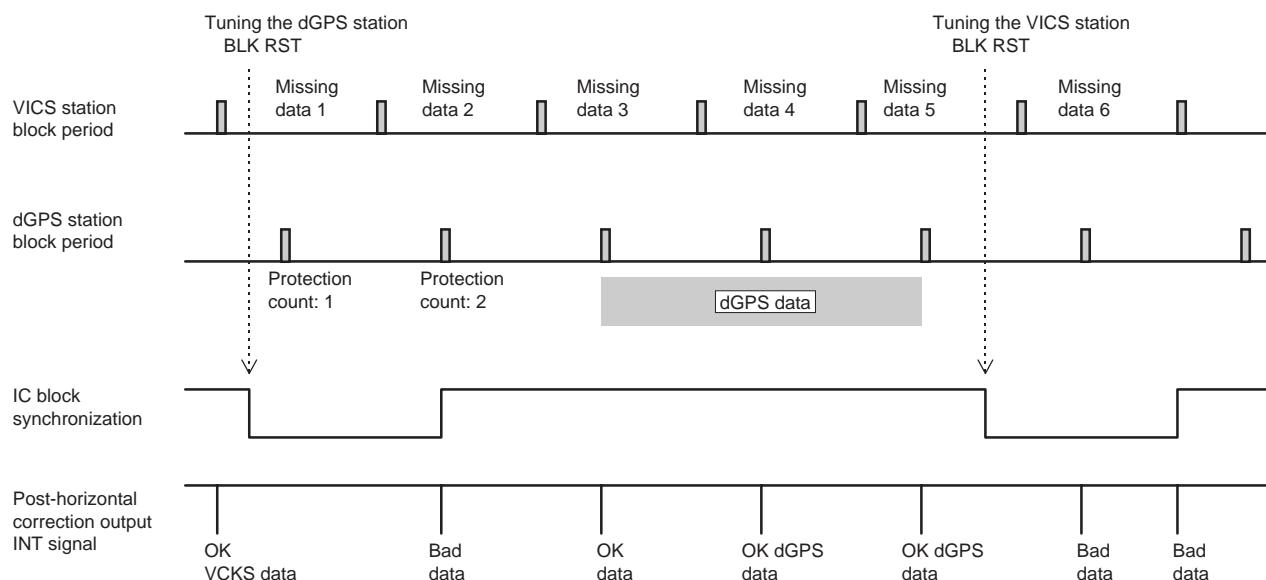 Tuning the dGPS station
BLK RST
Tuning the VICS station
BLK RST
VICS station
block period
Missing
data 1
Missing
data 2
Missing
data 3
Missing
data 4
Missing
data 5
Missing
data 6
dGPS station
block period
Protection
count: 1
Protection
count: 2
dGPS data
IC block
synchronization
Post-horizontal
correction output
INT signal
OK
VCKS data
Bad
data
OK
data
OK dGPS
data
OK dGPS
data
Bad
data
Bad
data